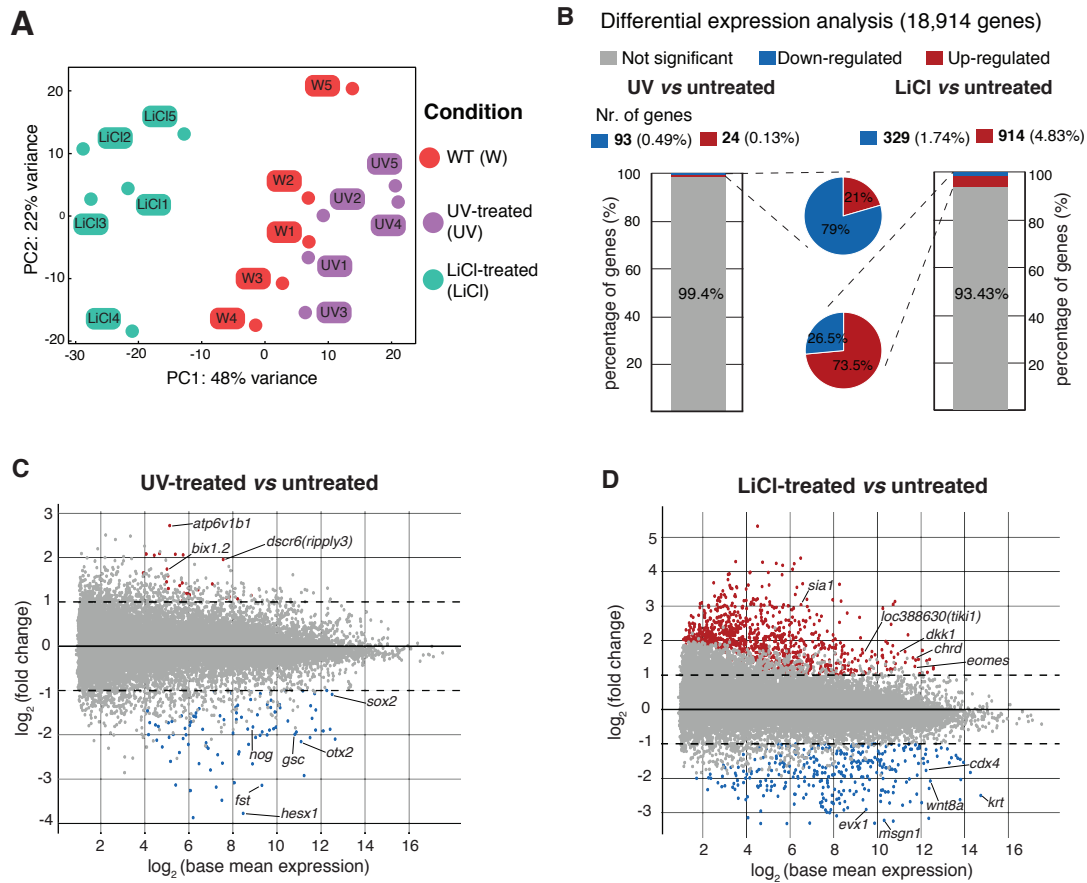 A
20
10
0
-10
-20
-30
-20
-10
0
10
20
PC2: 22% variance
PC1: 48% variance
W5
LiCl5
LiCl2
LiCl1
LiCl3
LiCl4
W2
W1
W3
W4
UV5
UV2
UV4
UV1
UV3
Condition
WT (W)
UV-treated
(UV)
LiCl-treated
(LiCl)
B
Differential expression analysis (18,914 genes)
Not significant
Down-regulated
Up-regulated
UV vs untreated
LiCl vs untreated
Nr. of genes
93 (0.49%)
24 (0.13%)
329 (1.74%)
914 (4.83%)
percentage of genes (%)
100
80
60
40
20
99.4%
21%
79%
26.5%
73.5%
93.43%
100
80
60
40
20
percentage of genes (%)
C
UV-treated vs untreated
log2 (fold change)
3
2
1
0
-1
-2
-3
-4
2
4
6
8
10
12
14
16
log2 (base mean expression)
atp6v1b1
bix1.2
dscr6(ripply3)
sox2
nog
gsc
otx2
fst
hesx1
D
LiCl-treated vs untreated
log2 (fold change)
5
4
3
2
1
0
-1
-2
-3
2
4
6
8
10
12
14
16
log2 (base mean expression)
sia1
loc388630(tiki1)
dkk1
chrd
eomes
cdx4
wnt8a
krt
evx1
msgn1